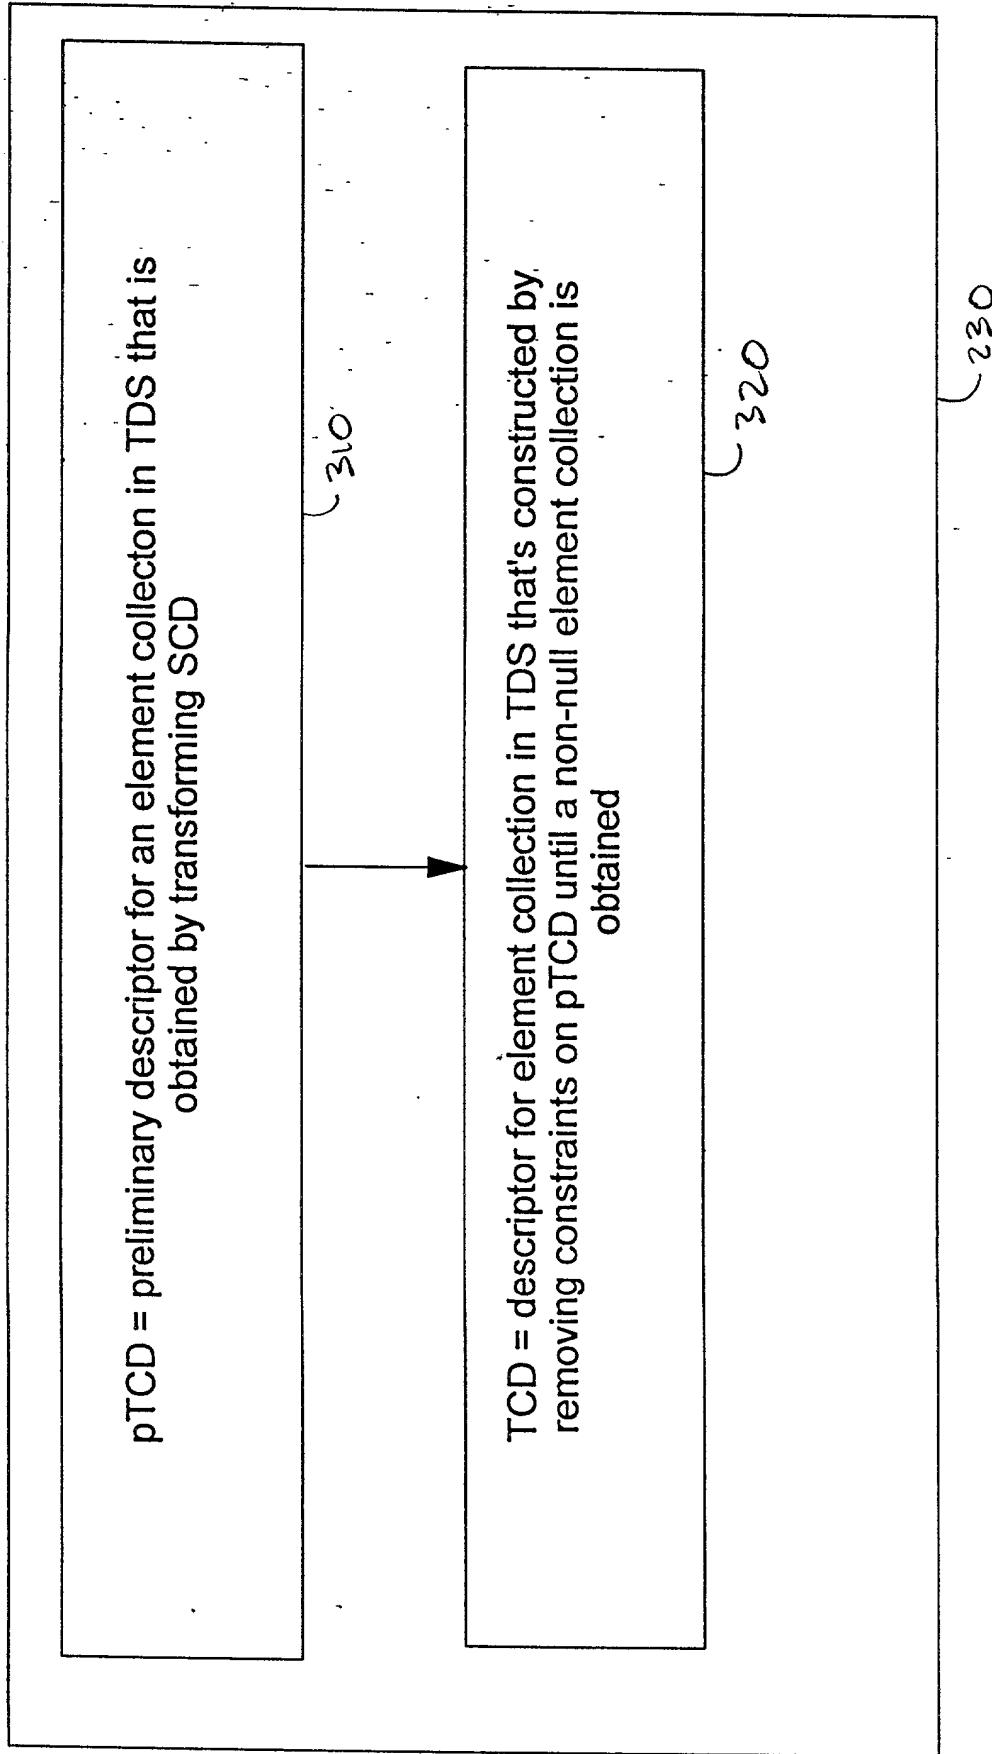 pTCD = preliminary descriptor for an element collecton in TDS that is
obtained by transforming SCD
310
TCD = descriptor for element collection in TDS that's constructed by
removing constraints on pTCD until a non-null element collection is
obtained
320
230